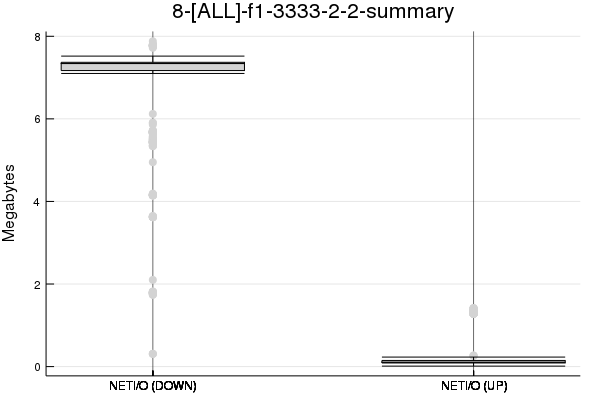 8-[ALL]-f1-3333-2-2-summary
Megabytes
8
6
4
2
0
NETI/O (DOWN)
NETI/O (UP)